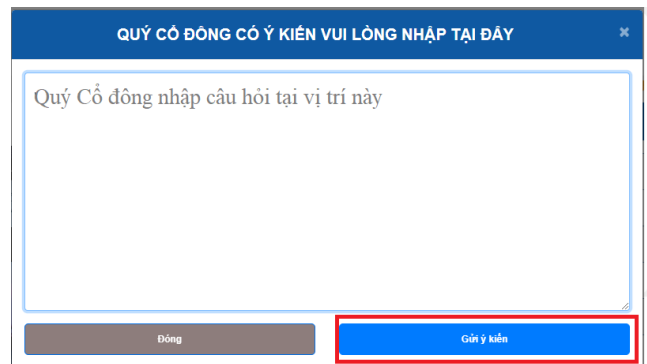 QUÝ CỔ ĐÔNG CÓ Ý KIẾN VUI LÒNG NHẬP TẠI ĐÂY ×
Quý Cổ đông nhập câu hỏi tại vị trí này
Đóng Gửi ý kiến